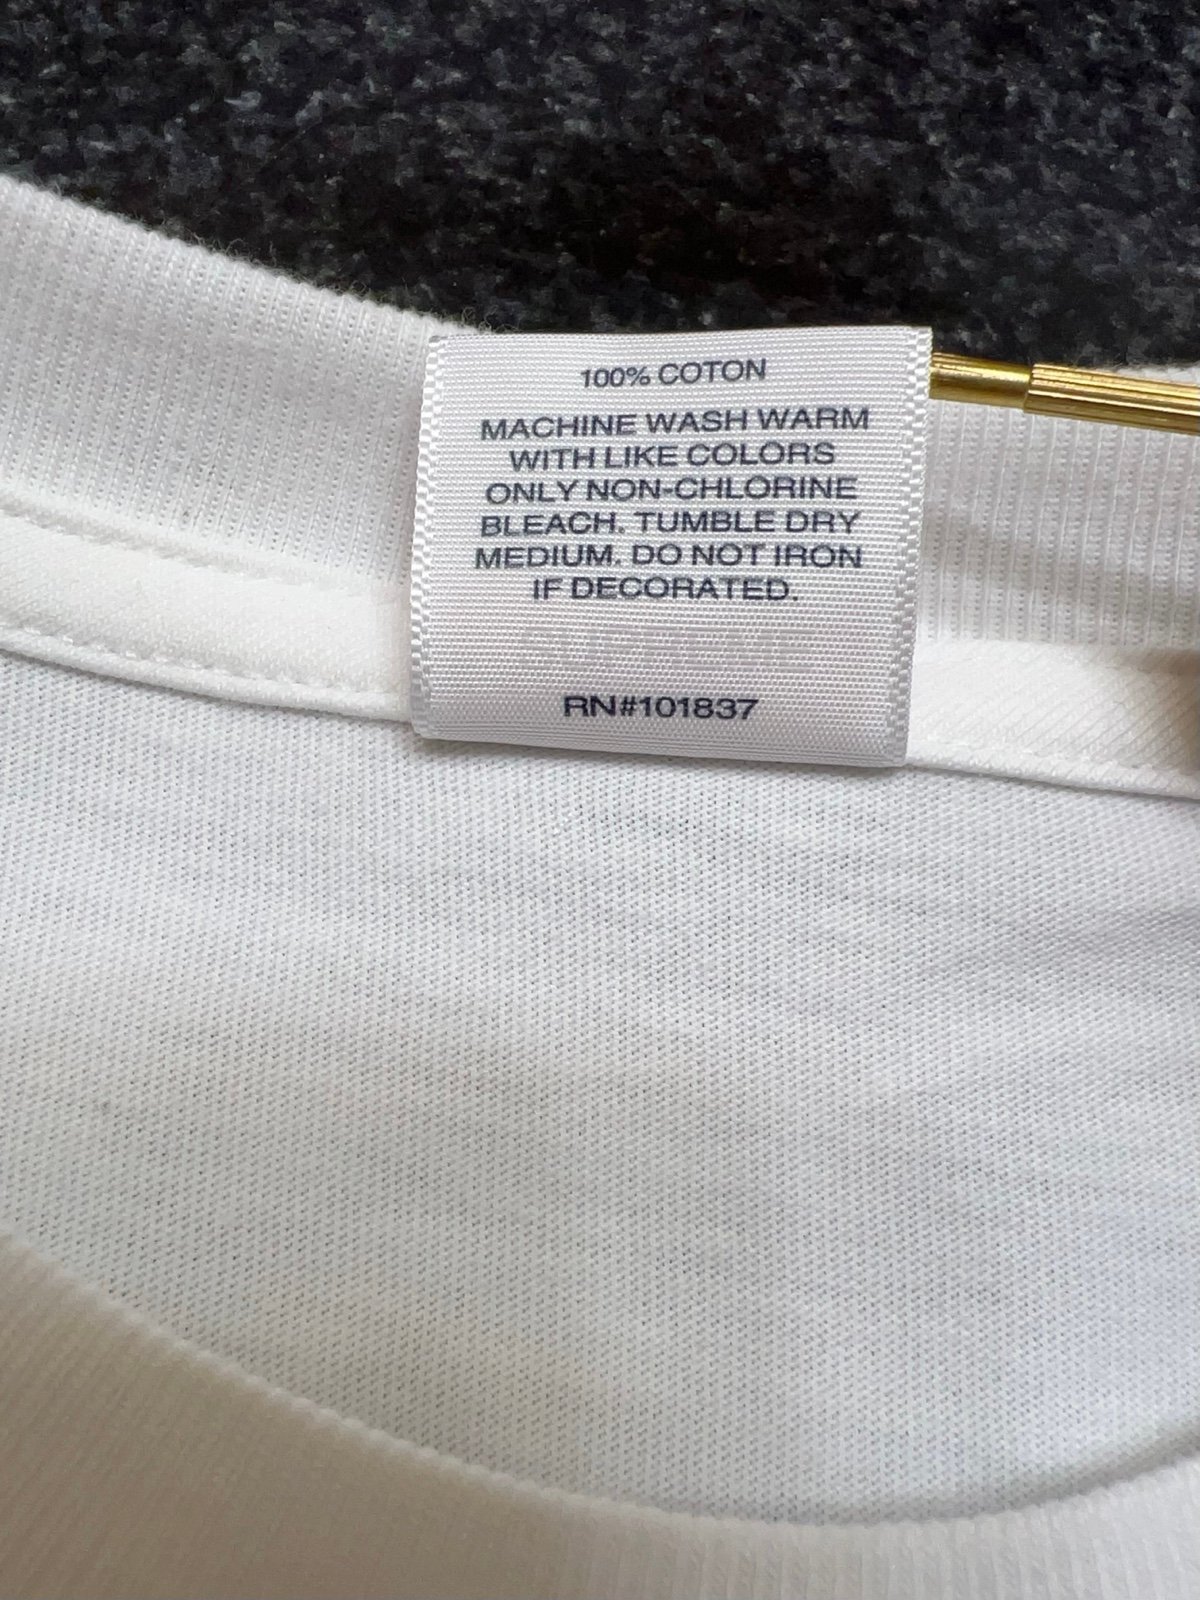 100% COTON
MACHINE WASH WARM
WITH LIKE COLORS
ONLY NON-CHLORINE
BLEACH. TUMBLE DRY
MEDIUM. DO NOT IRON
IF DECORATED.
RN#101837